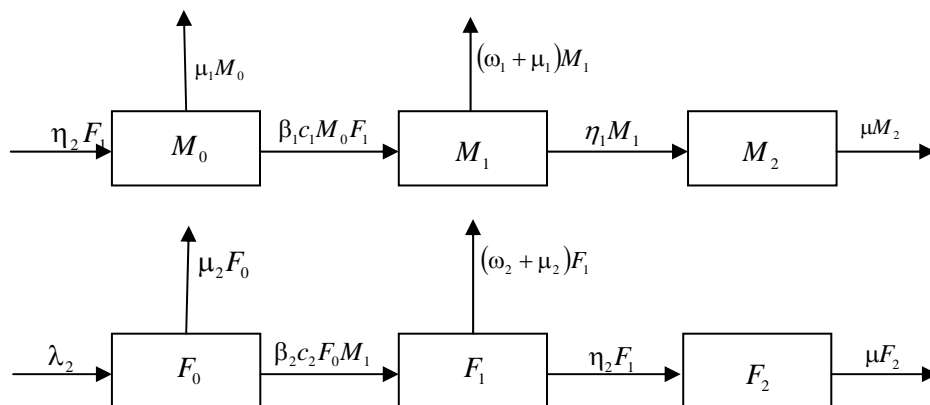 μ₁M₀
(ω₁ + μ₁)M₁
η₂F₁
M₀
β₁c₁M₀F₁
M₁
η₁M₁
M₂
μM₂
μ₂F₀
(ω₂ + μ₂)F₁
λ₂
F₀
β₂c₂F₀M₁
F₁
η₂F₁
F₂
μF₂